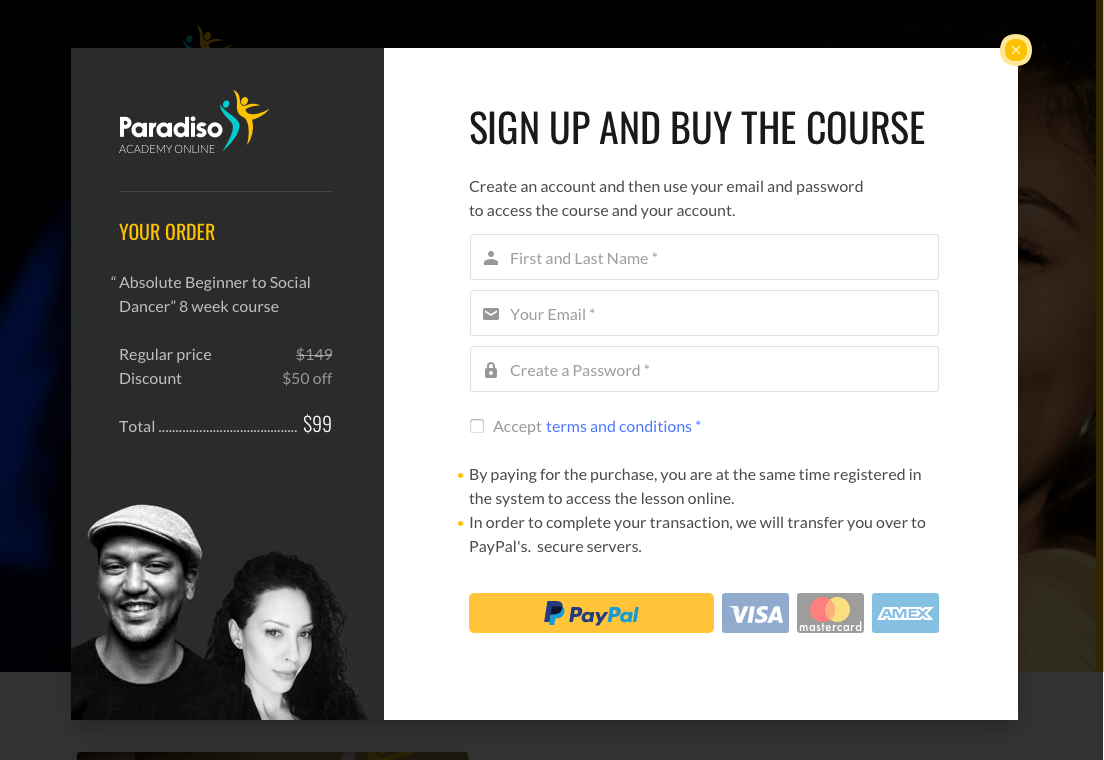 Paradiso
ACADEMY ONLINE
YOUR ORDER
“Absolute Beginner to Social
Dancer” 8 week course
Regular price $149
Discount $50 off
Total ......................................... $99
SIGN UP AND BUY THE COURSE
Create an account and then use your email and password
to access the course and your account.
First and Last Name *
Your Email *
Create a Password *
Accept terms and conditions *
• By paying for the purchase, you are at the same time registered in
the system to access the lesson online.
• In order to complete your transaction, we will transfer you over to
PayPal's.  secure servers.
PayPal VISA mastercard AMEX